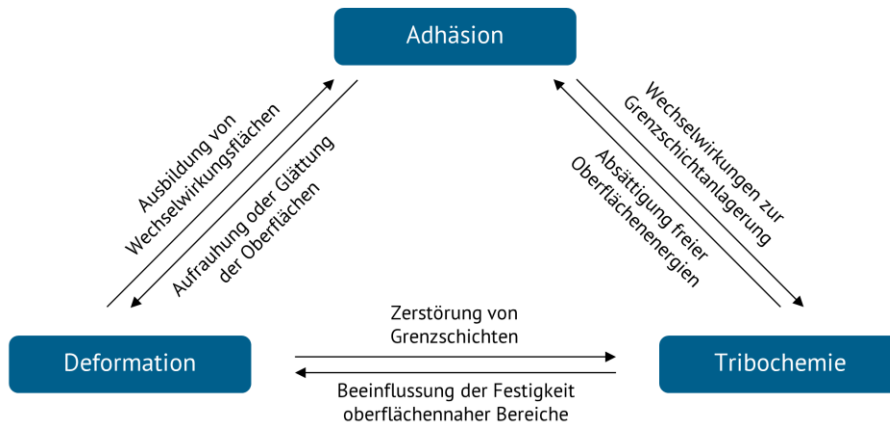 Adhäsion
Ausbildung von
Wechselwirkungsflächen
Aufrauhung oder Glättung
der Oberflächen
Wechselwirkungen zur
Grenzschichtanlagerung
Absättigung freier
Oberflächenenergien
Deformation
Zerstörung von
Grenzschichten
Beeinflussung der Festigkeit
oberflächennaher Bereiche
Tribochemie